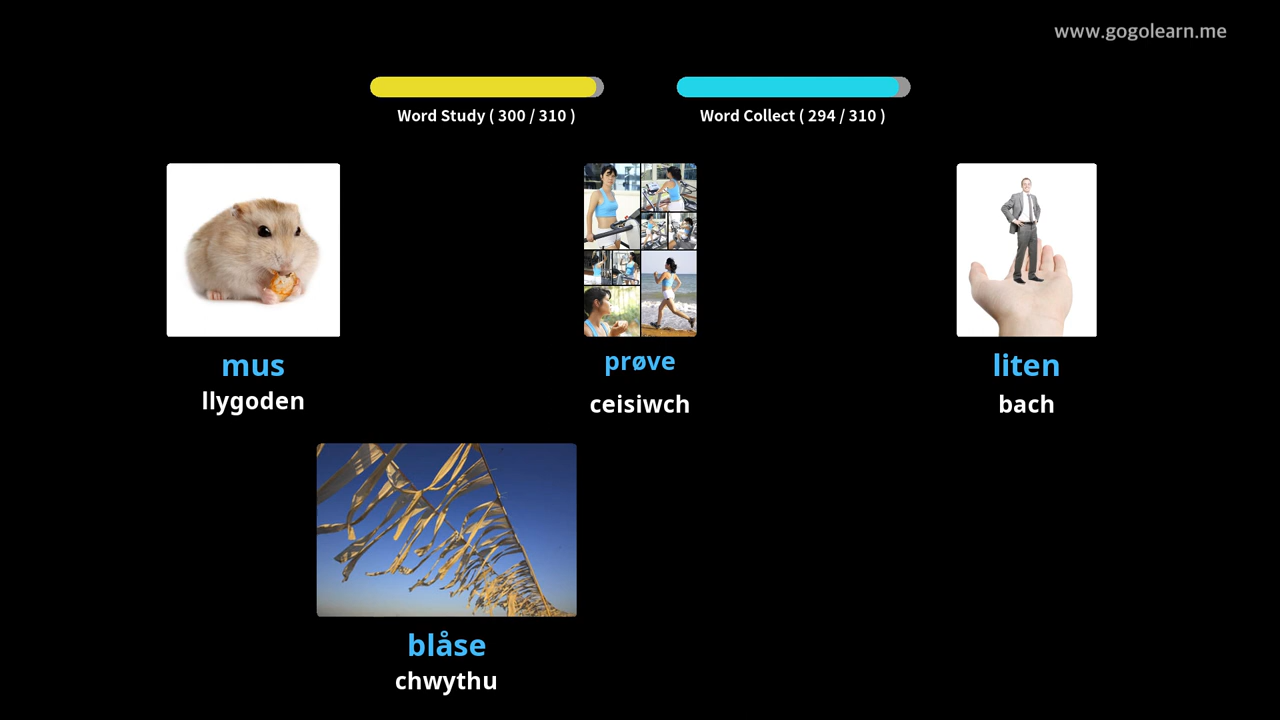 www.gogolearn.me
Word Study ( 300 / 310 )
Word Collect ( 294 / 310 )
mus
llygoden
prøve
ceisiwch
liten
bach
blåse
chwythu